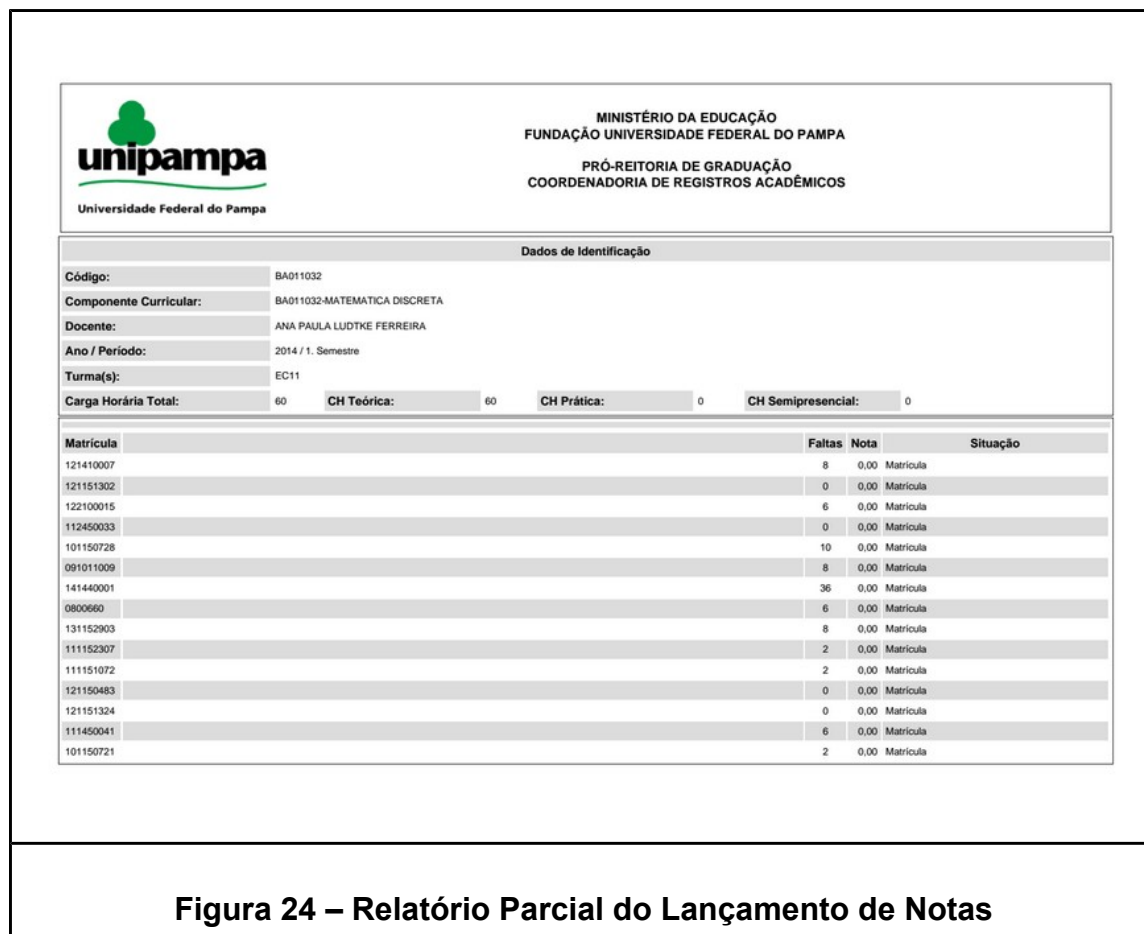 unipampa
Universidade Federal do Pampa
MINISTÉRIO DA EDUCAÇÃO
FUNDAÇÃO UNIVERSIDADE FEDERAL DO PAMPA
PRÓ-REITORIA DE GRADUAÇÃO
COORDENADORIA DE REGISTROS ACADÊMICOS
Dados de Identificação
Código: BA011032
Componente Curricular: BA011032-MATEMATICA DISCRETA
Docente: ANA PAULA LUDTKE FERREIRA
Ano / Período: 2014 / 1. Semestre
Turma(s): EC11
Carga Horária Total: 60 CH Teórica: 60 CH Prática: 0 CH Semipresencial: 0
Matrícula Faltas Nota Situação
121410007 8 0,00 Matrícula
121151302 0 0,00 Matrícula
122100015 6 0,00 Matrícula
112450033 0 0,00 Matrícula
101150728 10 0,00 Matrícula
091011009 8 0,00 Matrícula
141440001 36 0,00 Matrícula
0800660 6 0,00 Matrícula
131152903 8 0,00 Matrícula
111152307 2 0,00 Matrícula
111151072 2 0,00 Matrícula
121150483 0 0,00 Matrícula
121151324 0 0,00 Matrícula
111450041 6 0,00 Matrícula
101150721 2 0,00 Matrícula
Figura 24 – Relatório Parcial do Lançamento de Notas